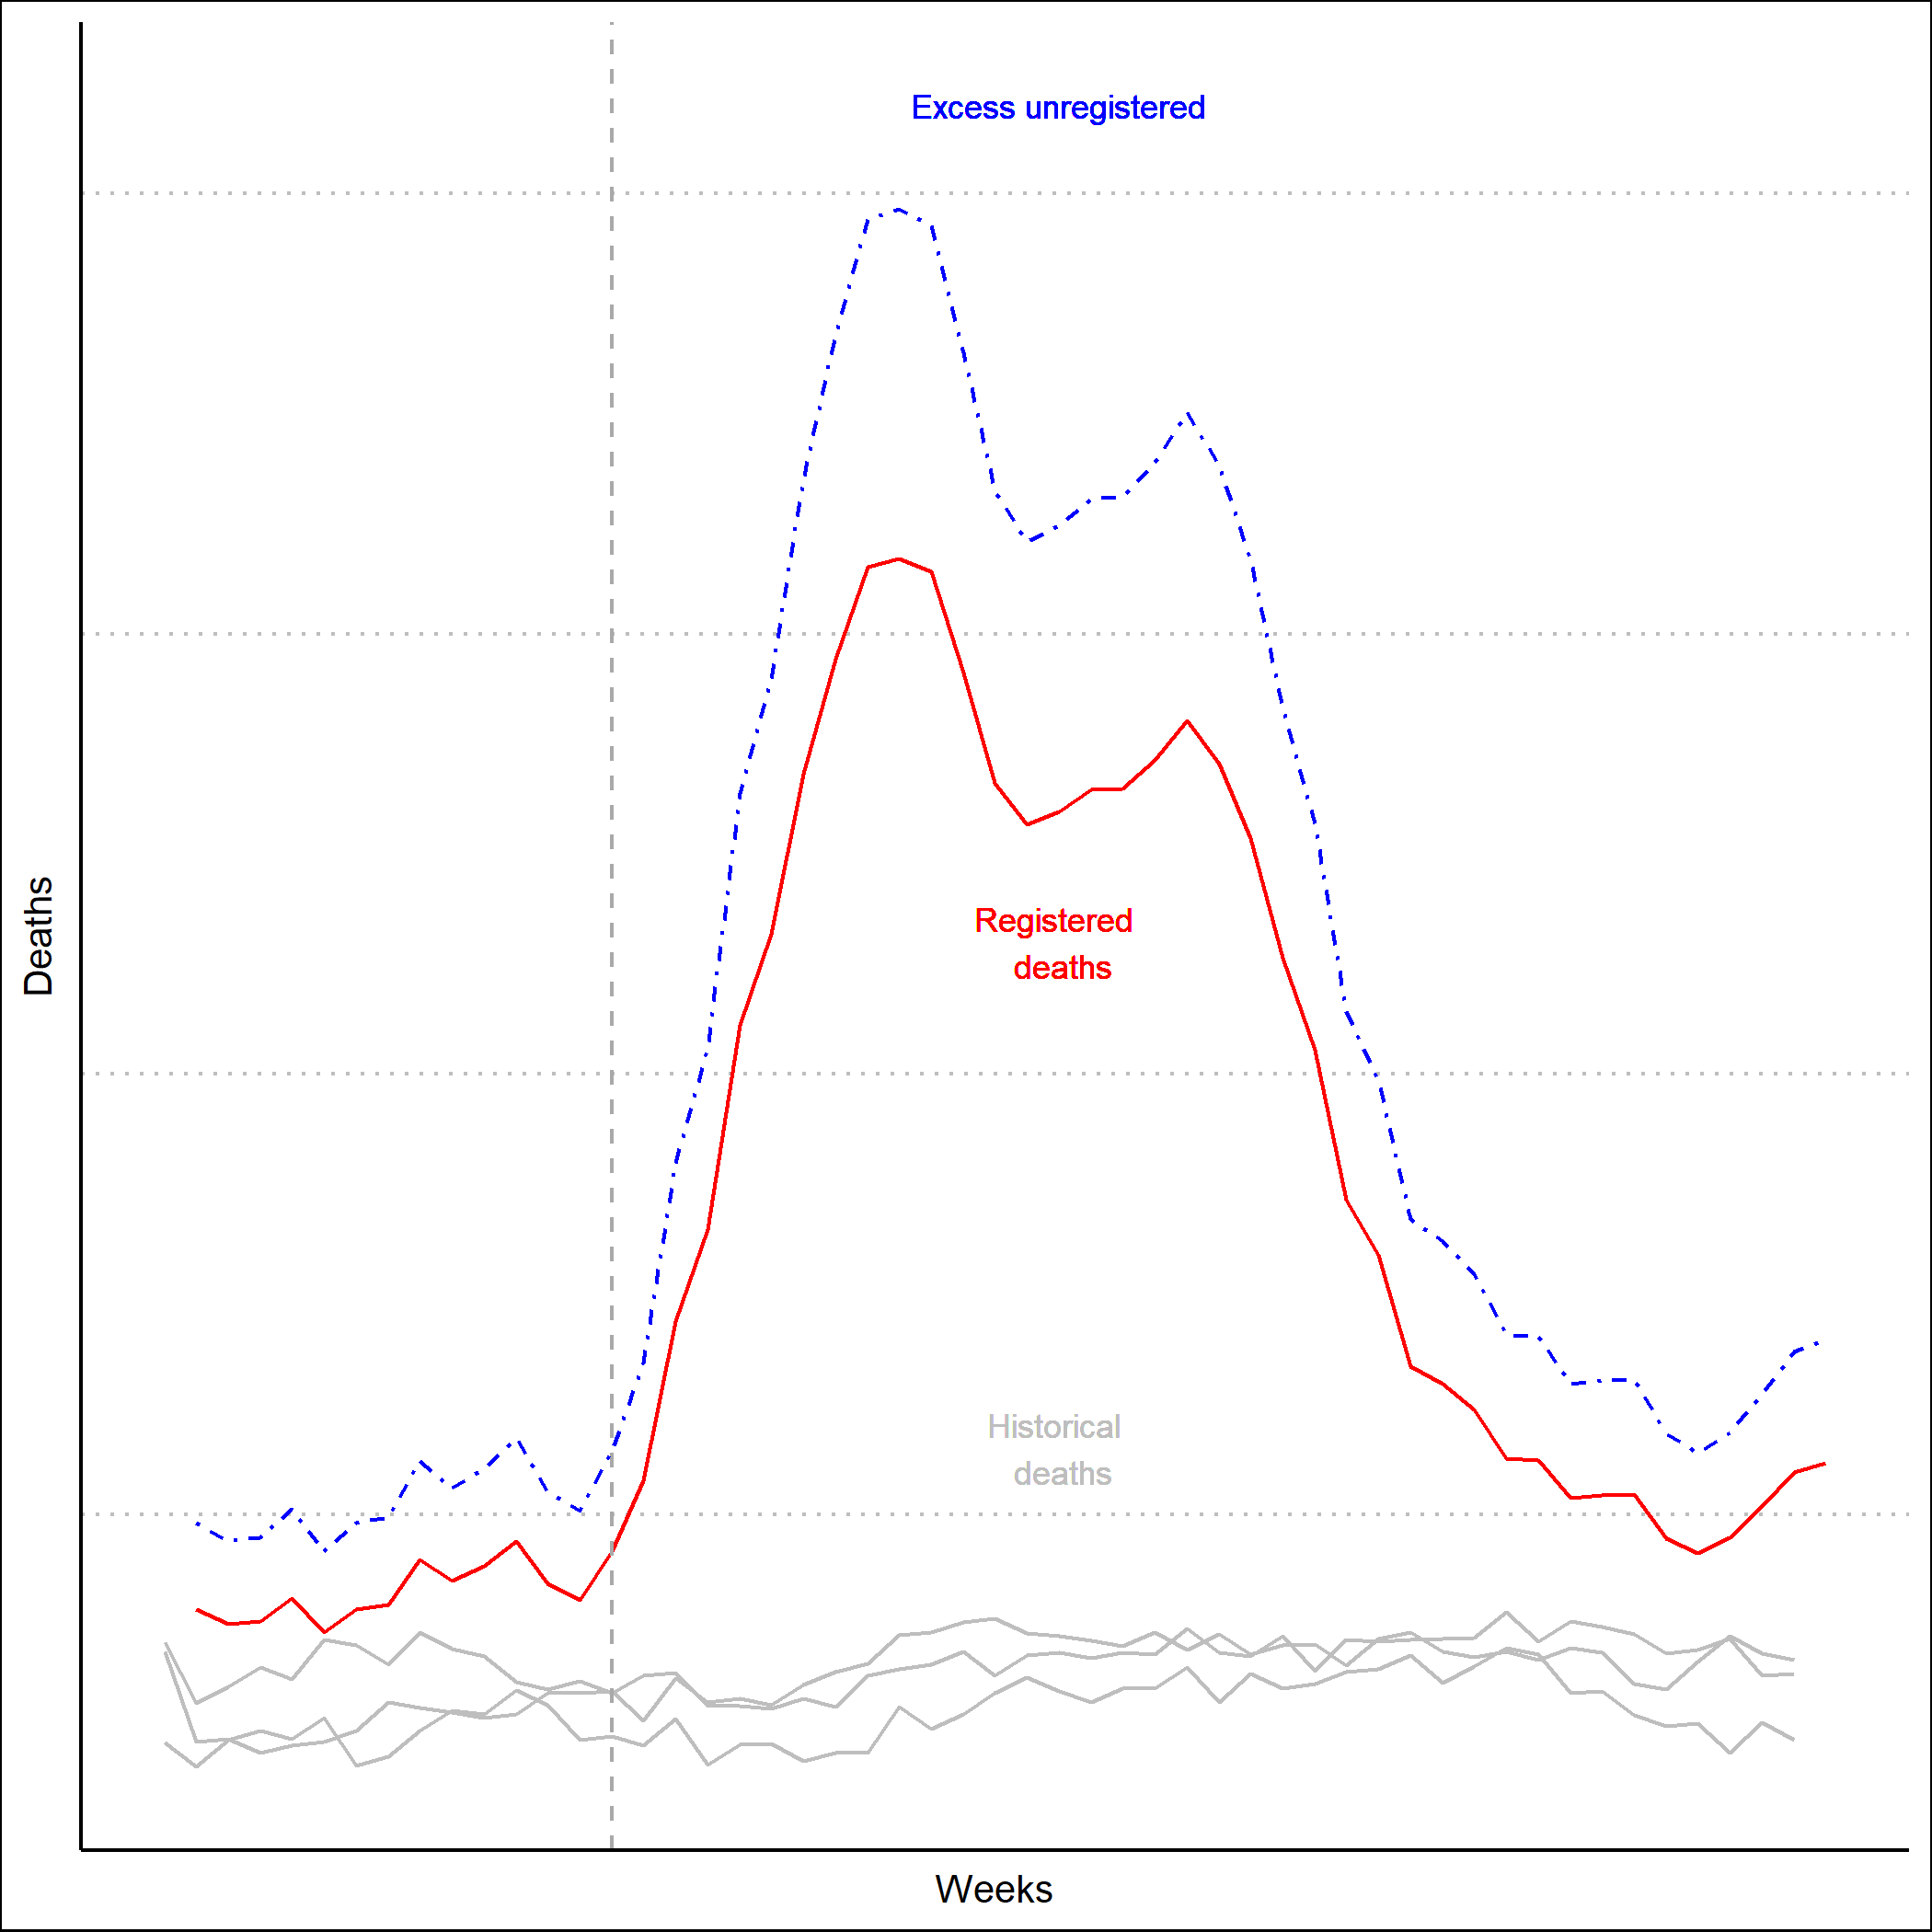 Excess unregistered
Registered
deaths
Historical
deaths
Deaths
Weeks